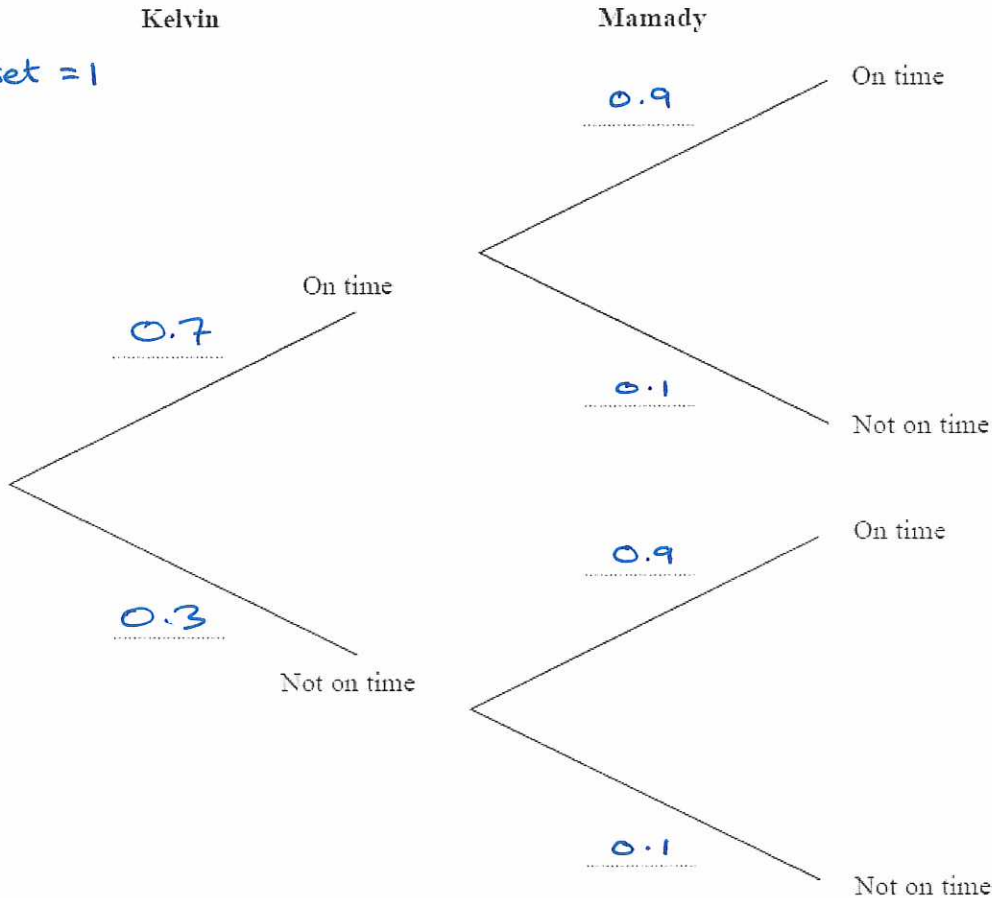 Kelvin Mamady
set = 1
On time
0.9
On time
0.7
0.1
Not on time
On time
0.9
0.3
Not on time
0.1
Not on time